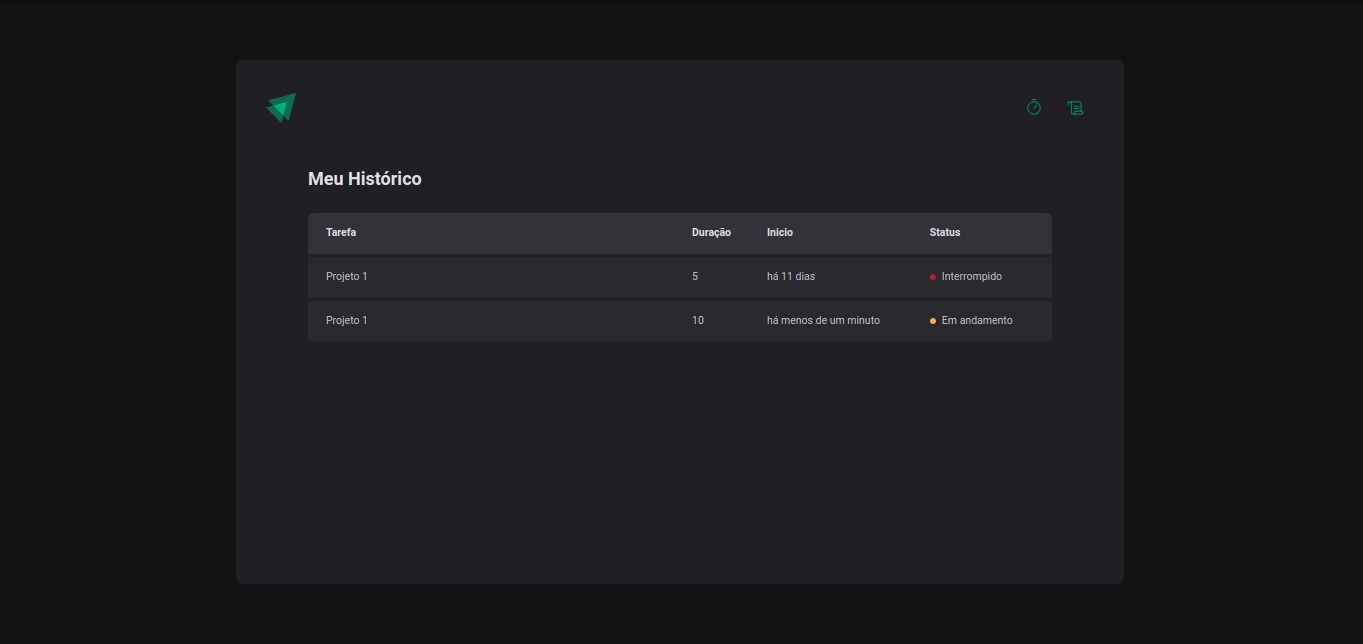 Meu Histórico
Tarefa Duração Inicio Status
Projeto 1 5 há 11 dias Interrompido
Projeto 1 10 há menos de um minuto Em andamento